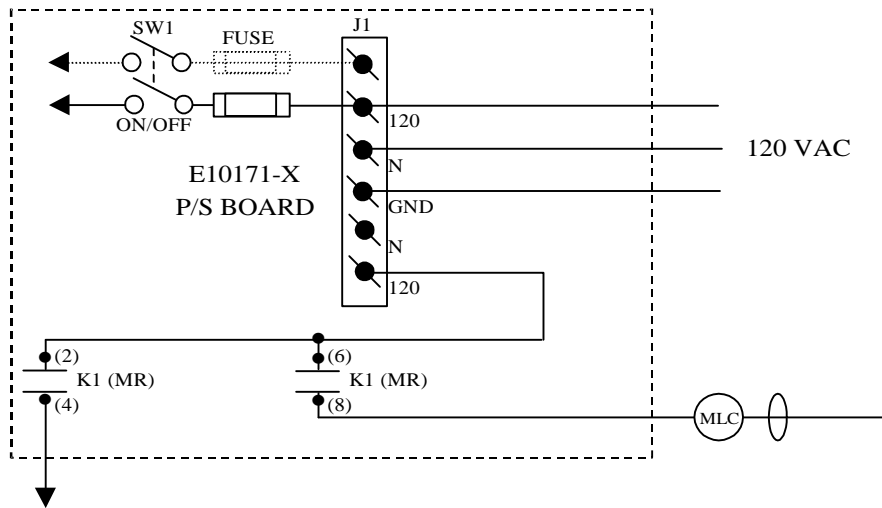 J1
SW1
FUSE
120
ON/OFF
N
120 VAC
E10171-X
P/S BOARD
GND
N
120
(2)
(6)
K1 (MR)
K1 (MR)
(4)
(8)
MLC